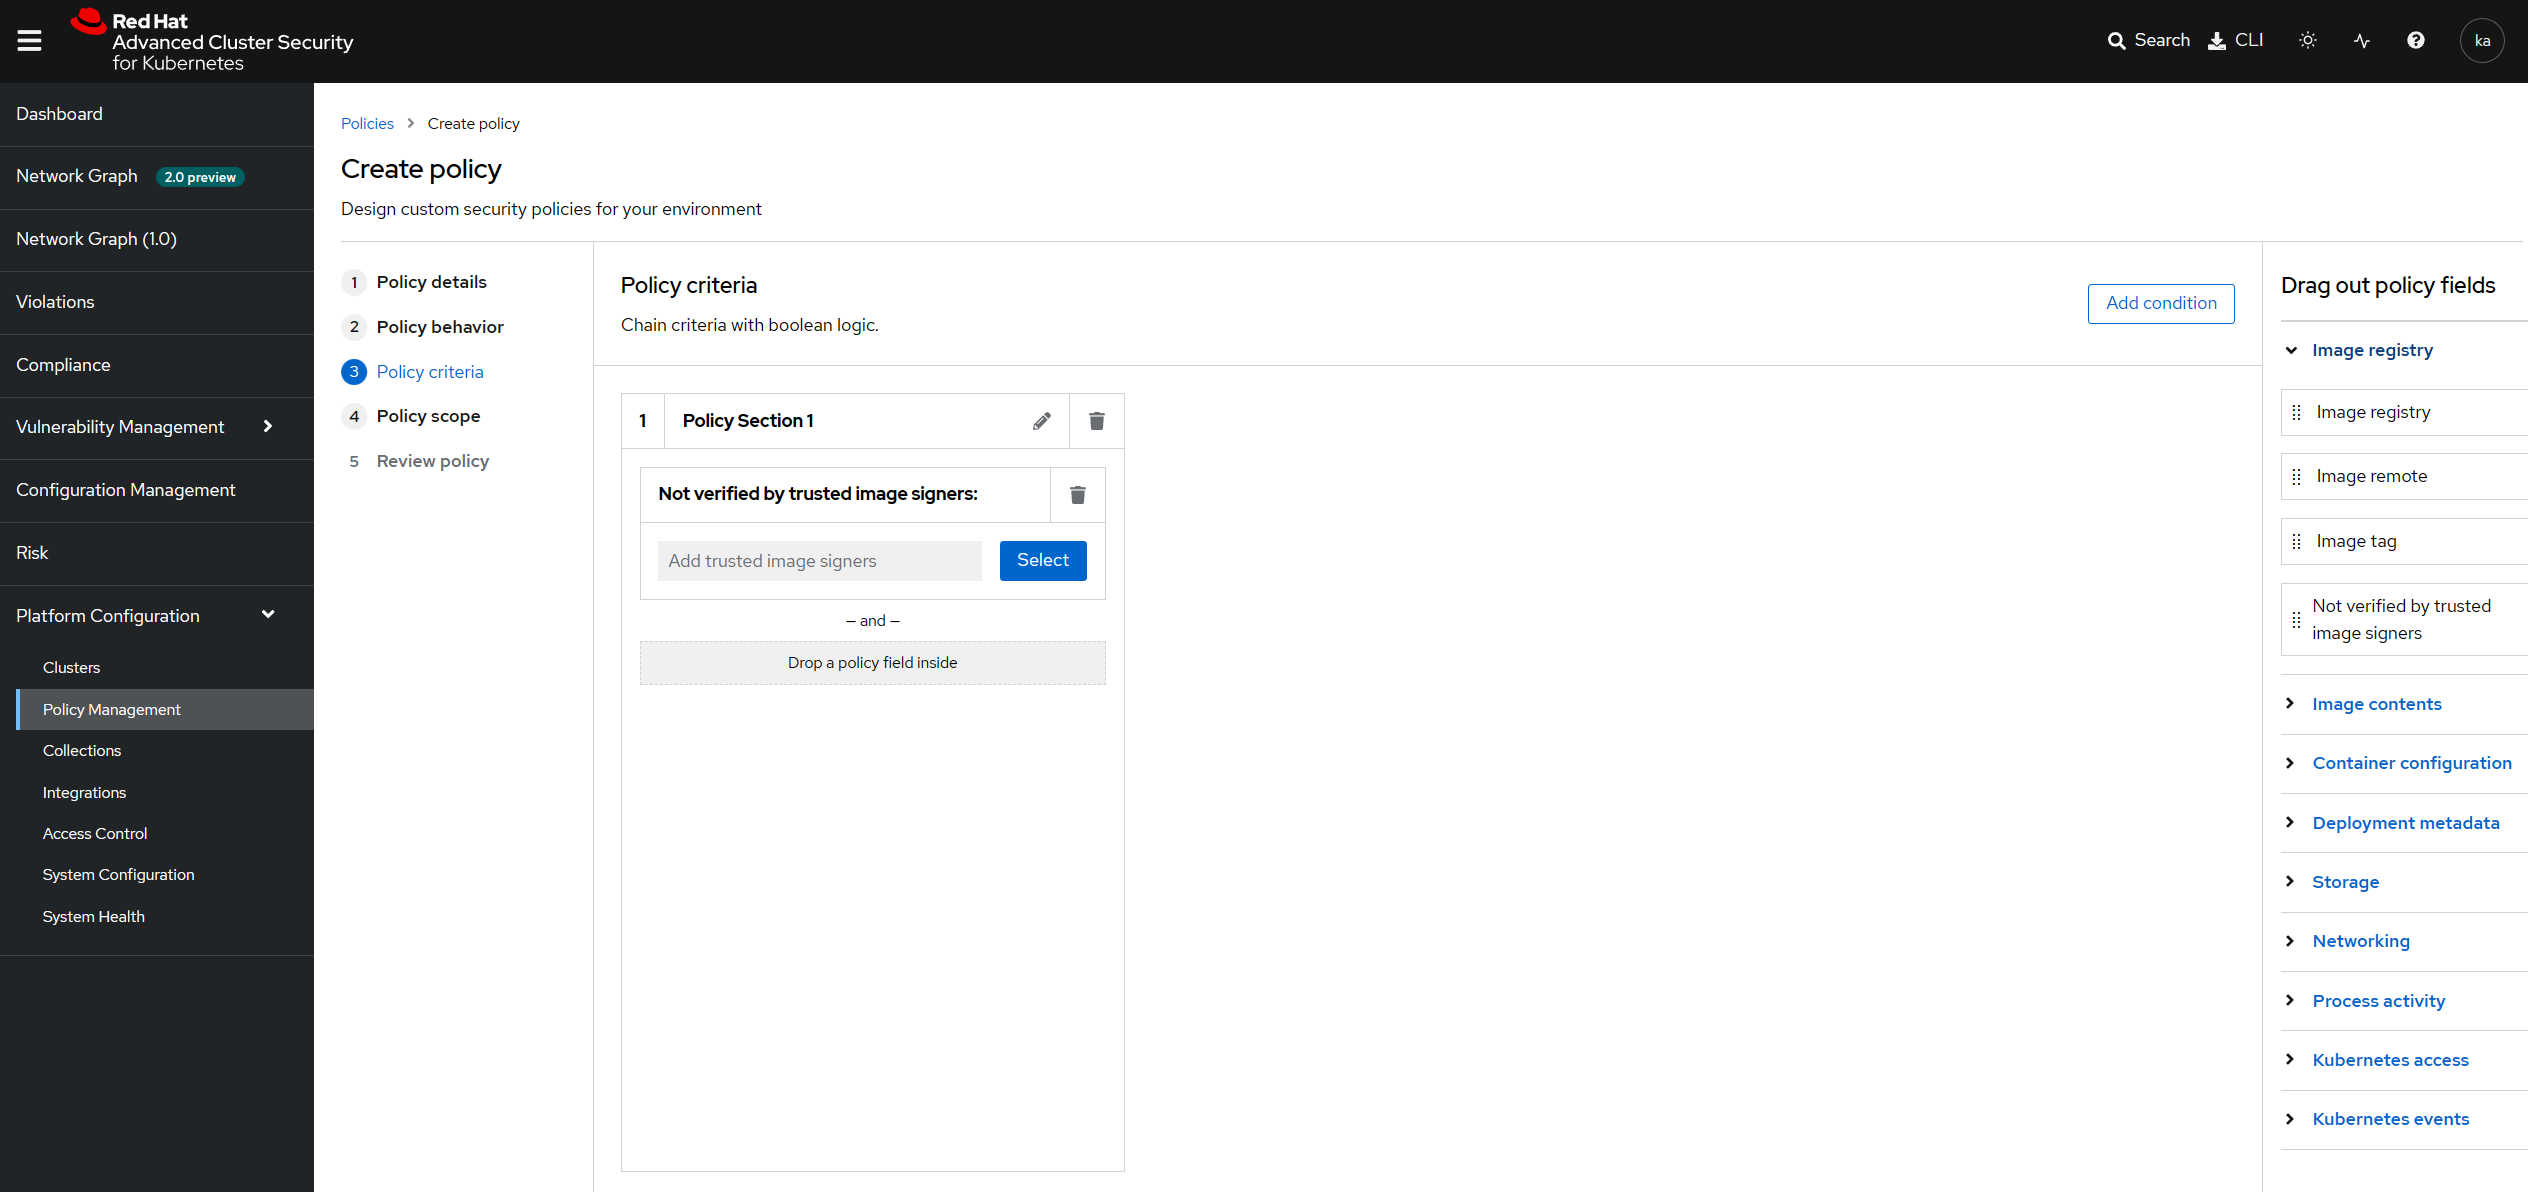 Red Hat
Advanced Cluster Security
for Kubernetes
Search
CLI
ka
Dashboard
Network Graph 2.0 preview
Network Graph (1.0)
Violations
Compliance
Vulnerability Management
Configuration Management
Risk
Platform Configuration
Clusters
Policy Management
Collections
Integrations
Access Control
System Configuration
System Health
Policies > Create policy
Create policy
Design custom security policies for your environment
1 Policy details
2 Policy behavior
3 Policy criteria
4 Policy scope
5 Review policy
Policy criteria
Chain criteria with boolean logic.
Add condition
1 Policy Section 1
Not verified by trusted image signers:
Add trusted image signers
Select
— and —
Drop a policy field inside
Drag out policy fields
Image registry
Image registry
Image remote
Image tag
Not verified by trusted
image signers
Image contents
Container configuration
Deployment metadata
Storage
Networking
Process activity
Kubernetes access
Kubernetes events